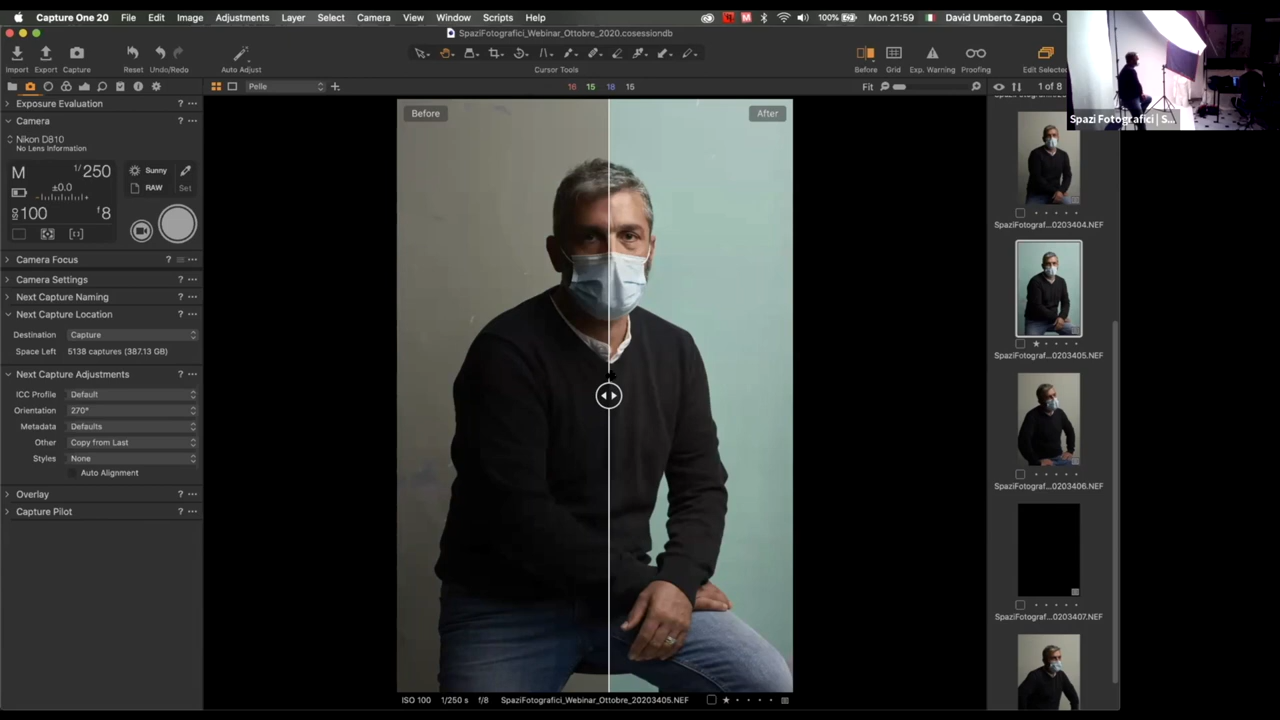 Capture One 20 File Edit Image Adjustments Layer Select Camera View Window Scripts Help 100% Mon 21:59 David Umberto Zappa
SpaziFotografici_Webinar_Ottobre_2020.cosessiondb
Import Export Capture Reset Undo/Redo Auto Adjust Cursor Tools Before Grid Exp. Warning Proofing Edit Selected
Pelle 16 15 18 15 Fit 1 of 8
Exposure Evaluation
Camera
Nikon D810
No Lens Information
M 1/250 Sunny
±0.0 RAW Set
ISO 100 f8
Camera Focus
Camera Settings
Next Capture Naming
Next Capture Location
Destination Capture
Space Left 5138 captures (387.13 GB)
Next Capture Adjustments
ICC Profile Default
Orientation 270°
Metadata Defaults
Other Copy from Last
Styles None
Auto Alignment
Overlay
Capture Pilot
Before After
ISO 100 1/250 s f/8 SpaziFotografici_Webinar_Ottobre_20203405.NEF
Spazi Fotografici | S...
SpaziFotograf...0203404.NEF
SpaziFotograf...0203405.NEF
SpaziFotograf...0203406.NEF
SpaziFotograf...0203407.NEF